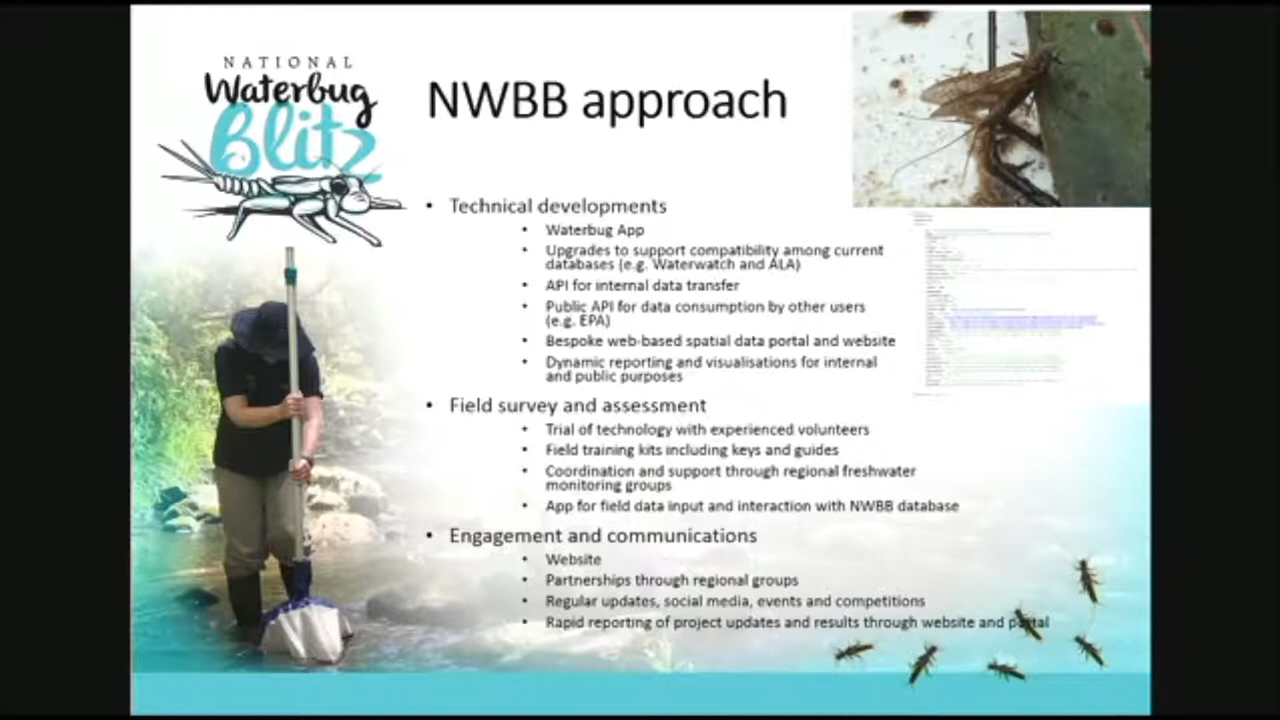 NATIONAL
Waterbug
Blitz
NWBB approach
• Technical developments
• Waterbug App
• Upgrades to support compatibility among current
databases (e.g. Waterwatch and ALA)
• API for internal data transfer
• Public API for data consumption by other users
(e.g. EPA)
• Bespoke web-based spatial data portal and website
• Dynamic reporting and visualisations for internal
and public purposes
• Field survey and assessment
• Trial of technology with experienced volunteers
• Field training kits including keys and guides
• Coordination and support through regional freshwater
monitoring groups
• App for field data input and interaction with NWBB database
• Engagement and communications
• Website
• Partnerships through regional groups
• Regular updates, social media, events and competitions
• Rapid reporting of project updates and results through website and portal